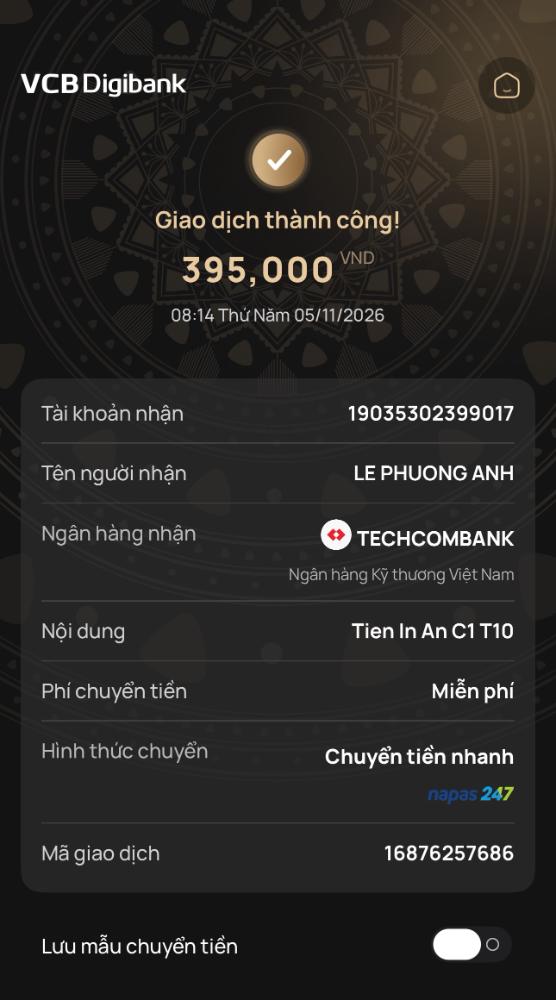 VCB Digibank
Giao dịch thành công!
395,000 VND
08:14 Thứ Năm 05/11/2026
Tài khoản nhận 19035302399017
Tên người nhận LE PHUONG ANH
Ngân hàng nhận TECHCOMBANK
Ngân hàng Kỹ thương Việt Nam
Nội dung Tien In An C1 T10
Phí chuyển tiền Miễn phí
Hình thức chuyển Chuyển tiền nhanh
napas 247
Mã giao dịch 16876257686
Lưu mẫu chuyển tiền